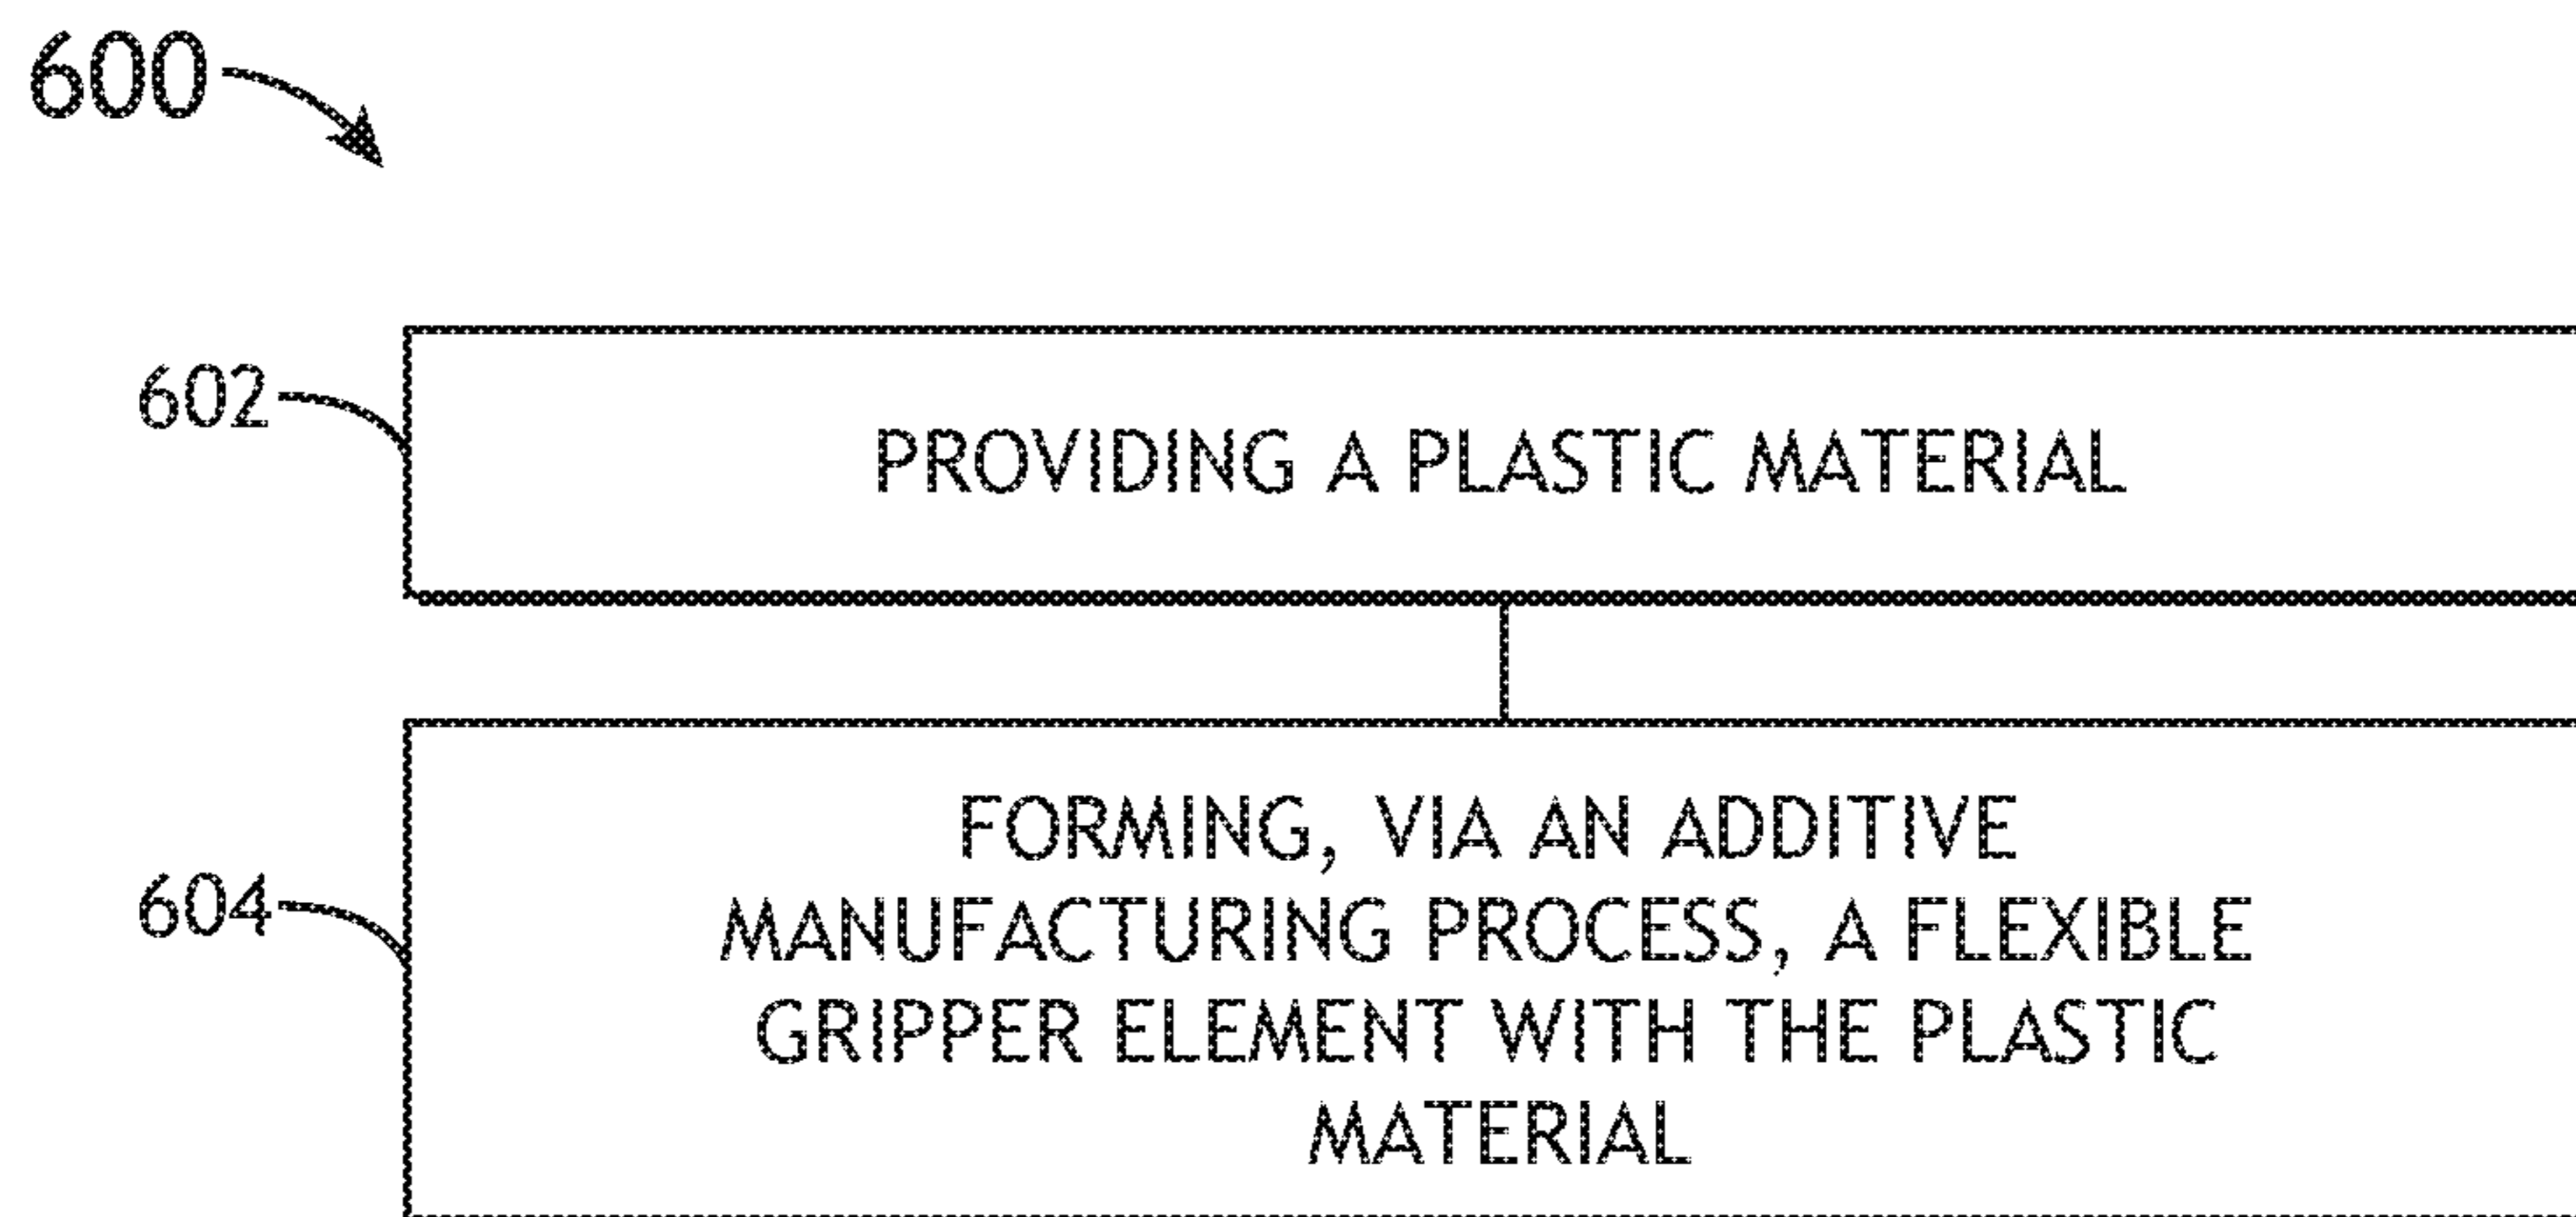 600
602
PROVIDING A PLASTIC MATERIAL
604
FORMING, VIA AN ADDITIVE
MANUFACTURING PROCESS, A FLEXIBLE
GRIPPER ELEMENT WITH THE PLASTIC
MATERIAL